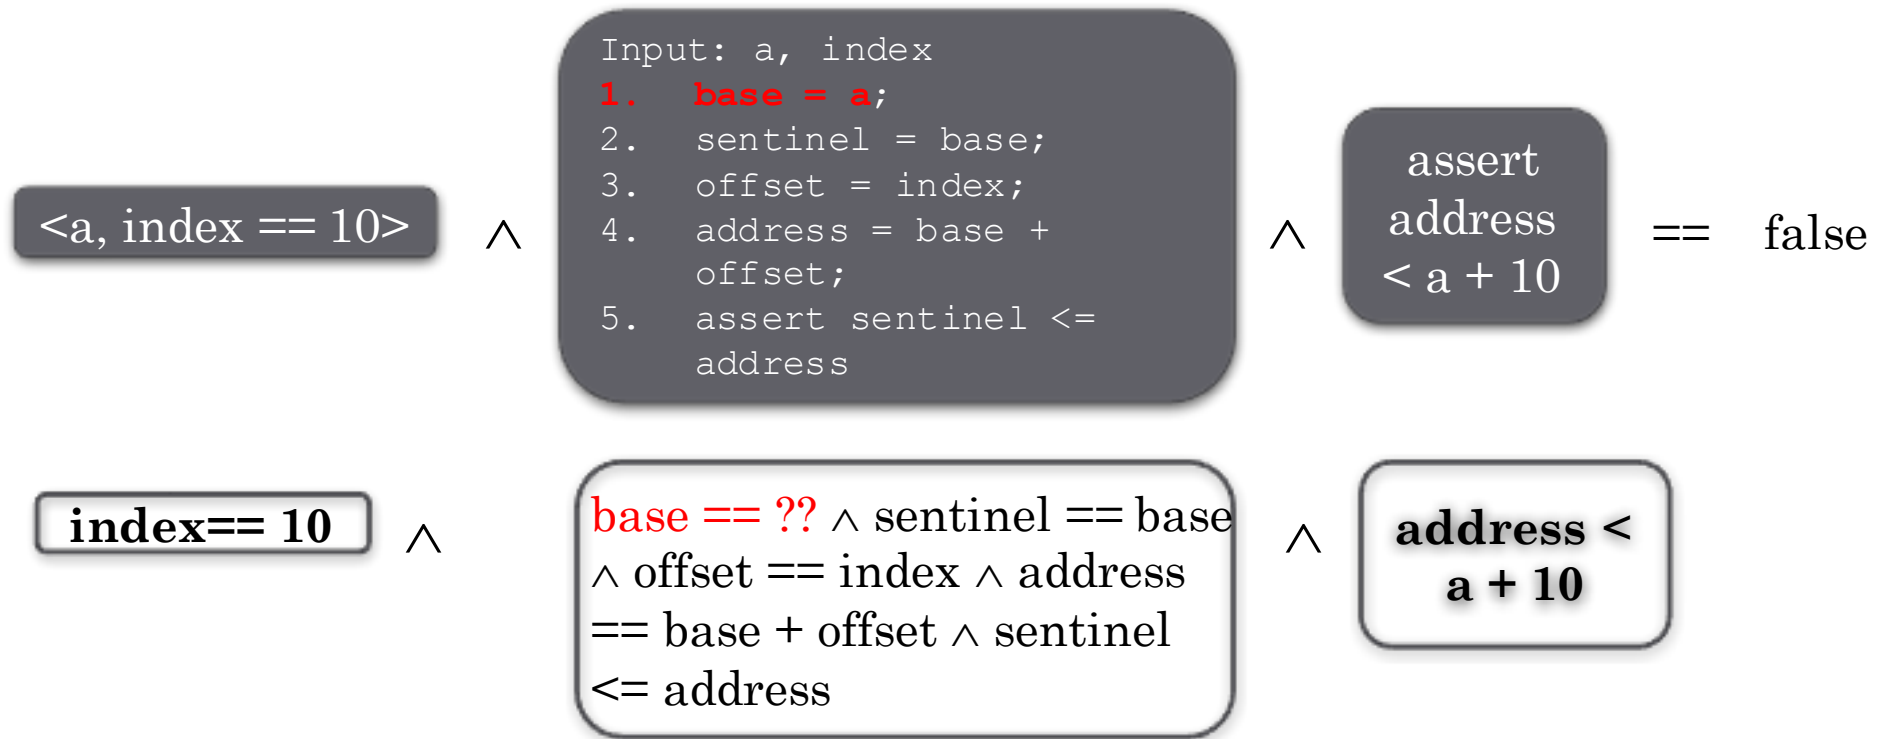 Input: a, index
1. base = a;
2. sentinel = base;
3. offset = index;
4. address = base +
offset;
5. assert sentinel <=
address
<a, index == 10>
∧
∧
assert
address
< a + 10
== false
index== 10
∧
base == ?? ∧ sentinel == base
∧ offset == index ∧ address
== base + offset ∧ sentinel
<= address
∧
address <
a + 10